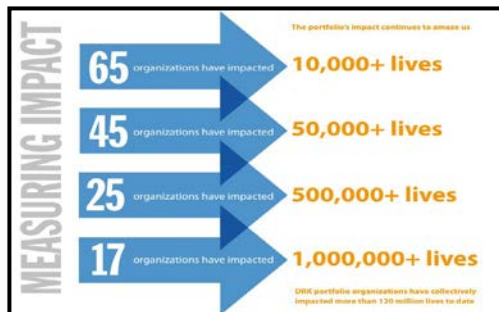 MEASURING IMPACT
The portfolio's impact continues to amaze us
65 organizations have impacted 10,000+ lives
45 organizations have impacted 50,000+ lives
25 organizations have impacted 500,000+ lives
17 organizations have impacted 1,000,000+ lives
DRK portfolio organizations have collectively
impacted more than 120 million lives to date